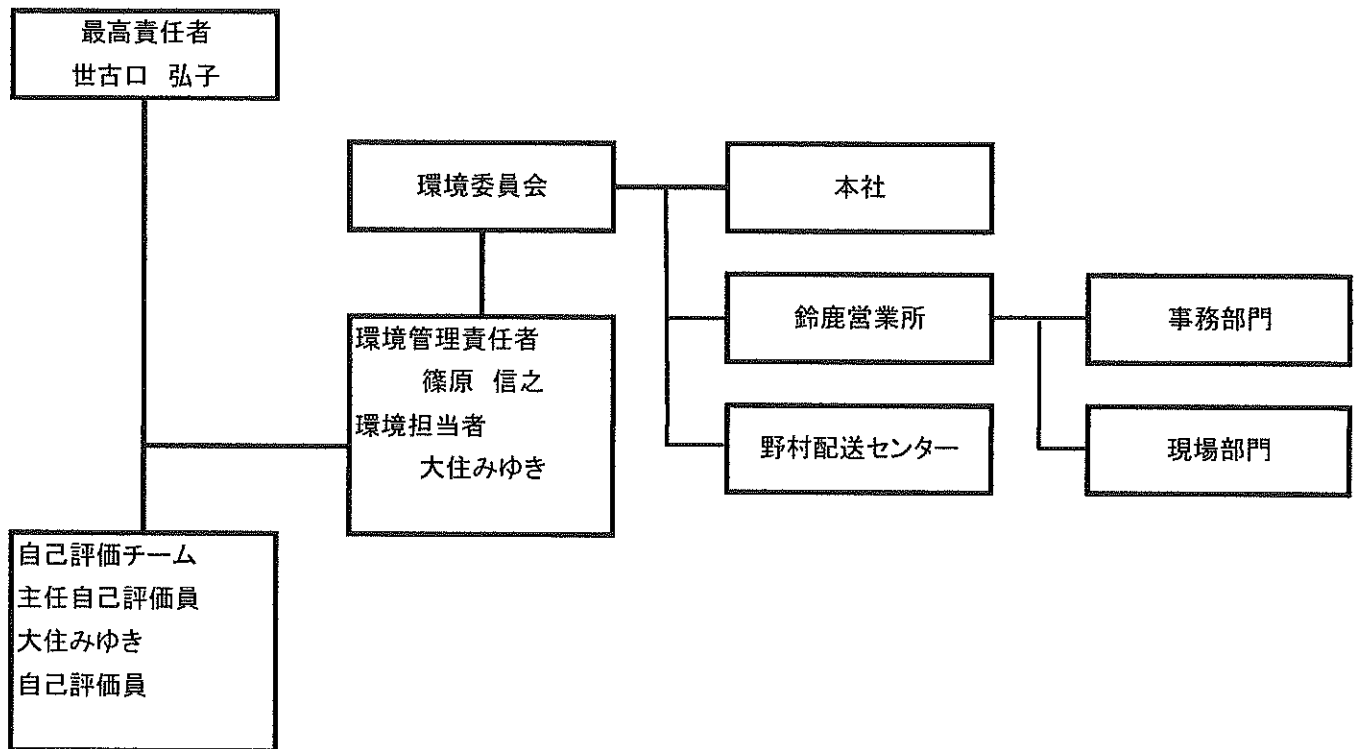 最高責任者
世古口 弘子
環境委員会
本社
鈴鹿営業所
事務部門
環境管理責任者
篠原 信之
環境担当者
大住みゆき
野村配送センター
現場部門
自己評価チーム
主任自己評価員
大住みゆき
自己評価員